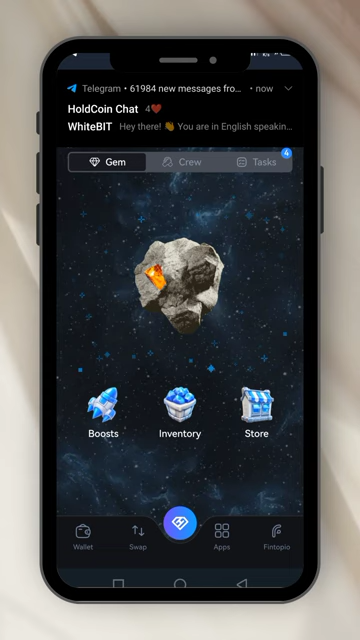 Telegram • 61984 new messages fro... • now
HoldCoin Chat 4❤️
WhiteBIT Hey there! 👋 You are in English speakin...
Gem
Crew
Tasks
4
Boosts
Inventory
Store
Wallet
Swap
Apps
Fintopio